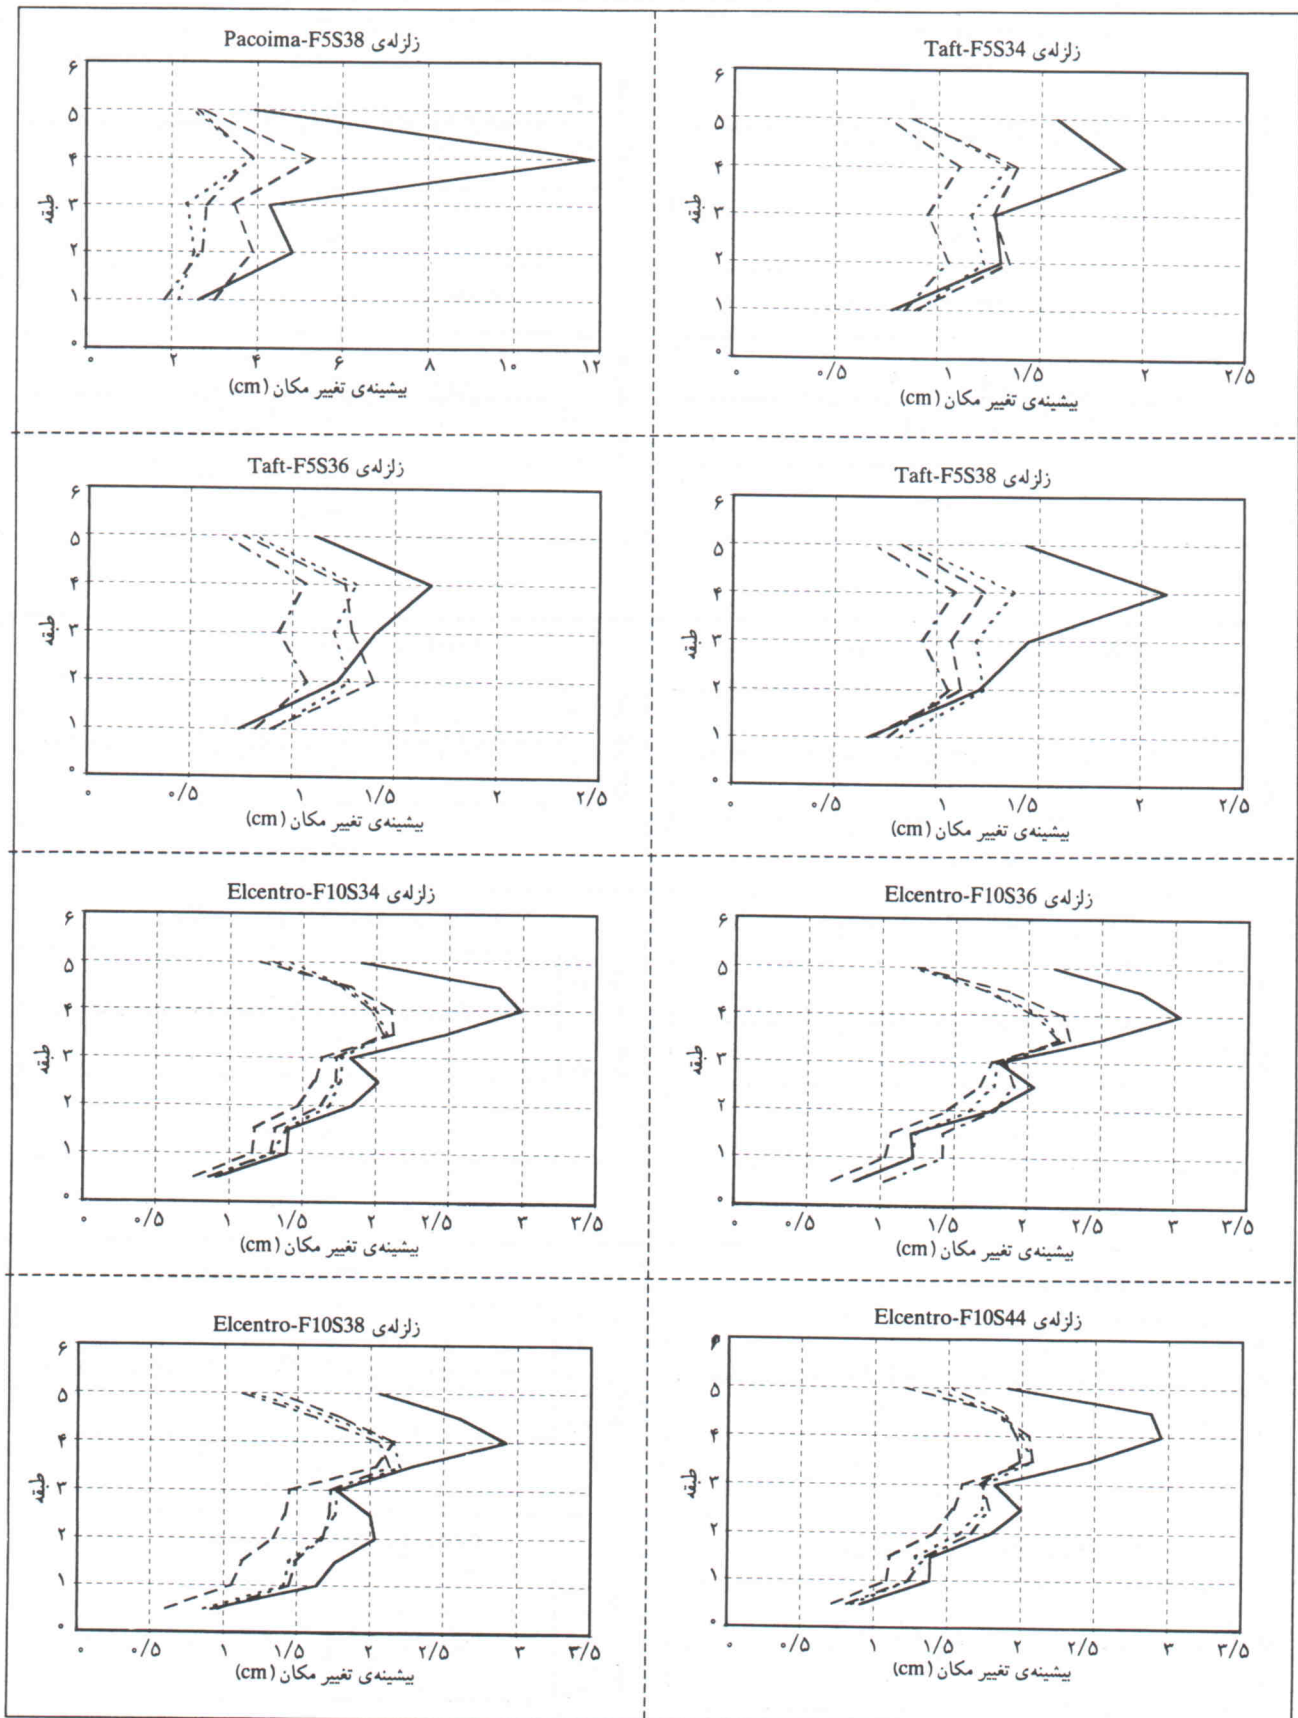 زلزله‌ی Pacoima-F5S38
۶
۵
۴
۳
۲
۱
۰
طبقه
۰ ۲ ۴ ۶ ۸ ۱۰ ۱۲
بیشینه‌ی تغییر مکان (cm)
زلزله‌ی Taft-F5S34
۶
۵
۴
۳
۲
۱
۰
طبقه
۰ ۰/۵ ۱ ۱/۵ ۲ ۲/۵
بیشینه‌ی تغییر مکان (cm)
زلزله‌ی Taft-F5S36
۶
۵
۴
۳
۲
۱
۰
طبقه
۰ ۰/۵ ۱ ۱/۵ ۲ ۲/۵
بیشینه‌ی تغییر مکان (cm)
زلزله‌ی Taft-F5S38
۶
۵
۴
۳
۲
۱
۰
طبقه
۰ ۰/۵ ۱ ۱/۵ ۲ ۲/۵
بیشینه‌ی تغییر مکان (cm)
زلزله‌ی Elcentro-F10S34
۶
۵
۴
۳
۲
۱
۰
طبقه
۰ ۰/۵ ۱ ۱/۵ ۲ ۲/۵ ۳ ۳/۵
بیشینه‌ی تغییر مکان (cm)
زلزله‌ی Elcentro-F10S36
۶
۵
۴
۳
۲
۱
۰
طبقه
۰ ۰/۵ ۱ ۱/۵ ۲ ۲/۵ ۳ ۳/۵
بیشینه‌ی تغییر مکان (cm)
زلزله‌ی Elcentro-F10S38
۶
۵
۴
۳
۲
۱
۰
طبقه
۰ ۰/۵ ۱ ۱/۵ ۲ ۲/۵ ۳ ۳/۵
بیشینه‌ی تغییر مکان (cm)
زلزله‌ی Elcentro-F10S44
۶
۵
۴
۳
۲
۱
۰
طبقه
۰ ۰/۵ ۱ ۱/۵ ۲ ۲/۵ ۳ ۳/۵
بیشینه‌ی تغییر مکان (cm)